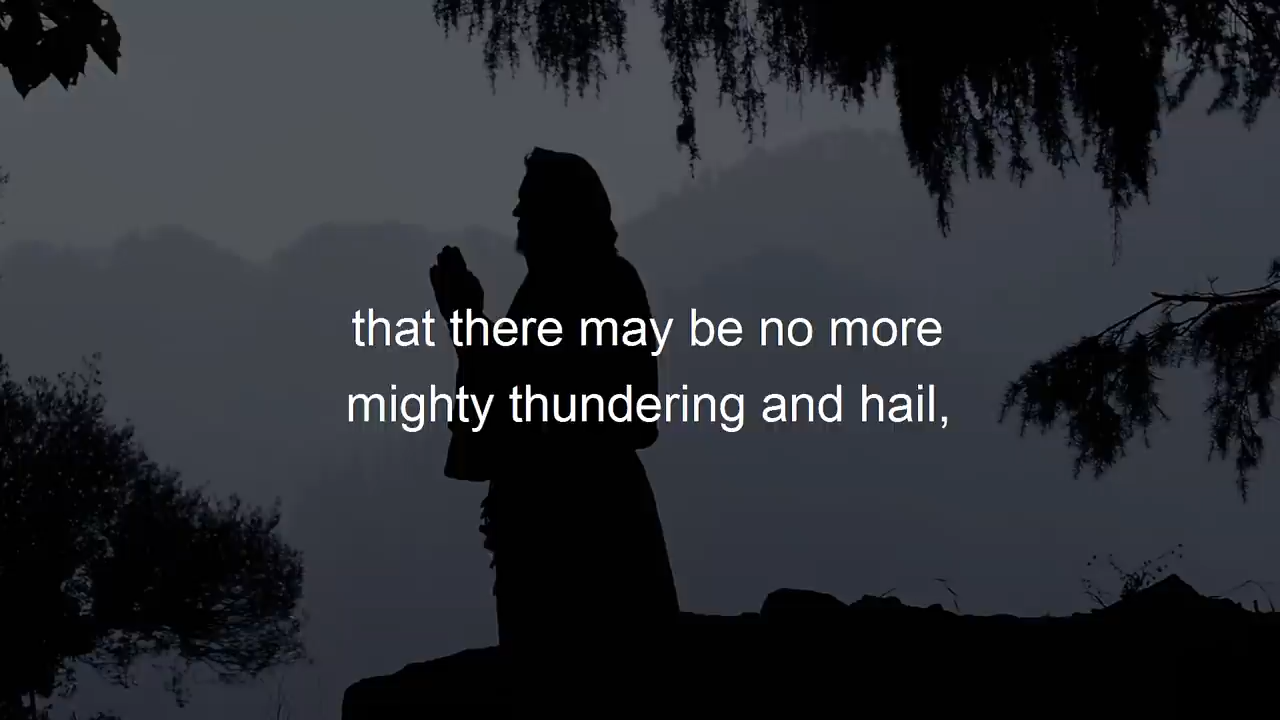 that there may be no more
mighty thundering and hail,